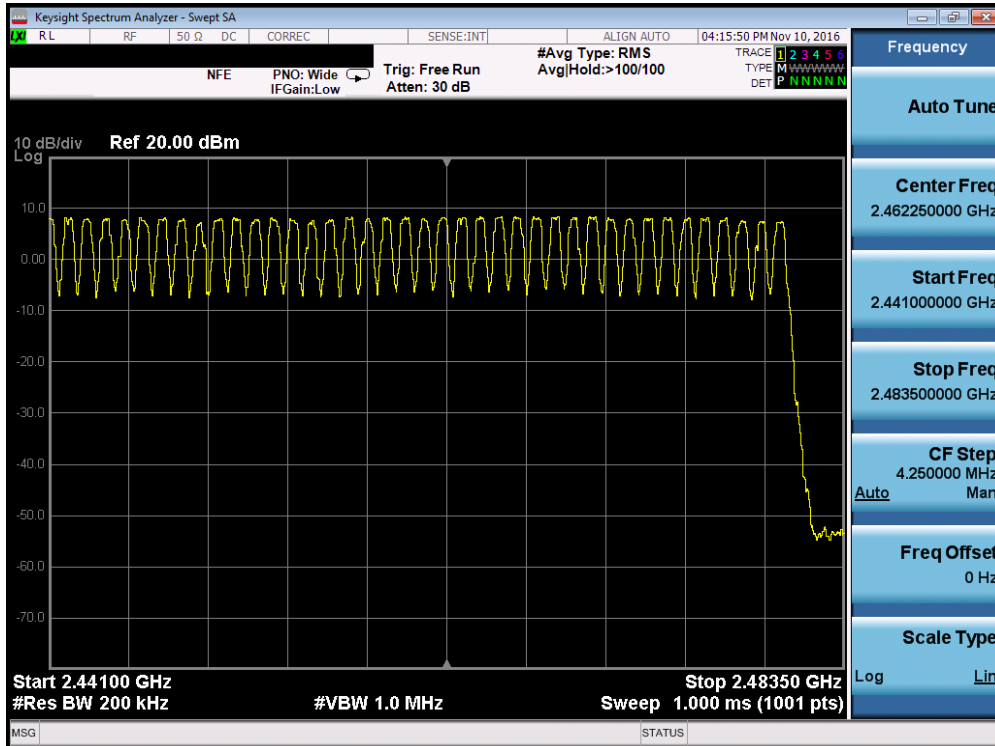 Keysight Spectrum Analyzer - Swept SA
LXI RL RF 50 Ω DC CORREC SENSE:INT ALIGN AUTO 04:15:50 PM Nov 10, 2016
NFE
PNO: Wide
IFGain:Low
Trig: Free Run
Atten: 30 dB
#Avg Type: RMS
Avg|Hold:>100/100
TRACE 1 2 3 4 5 6
TYPE M WWWWW
DET P N N N N N
10 dB/div
Log
Ref 20.00 dBm
10.0
0.00
-10.0
-20.0
-30.0
-40.0
-50.0
-60.0
-70.0
Start 2.44100 GHz
Stop 2.48350 GHz
#Res BW 200 kHz
#VBW 1.0 MHz
Sweep 1.000 ms (1001 pts)
MSG
STATUS
Frequency
Auto Tune
Center Freq
2.462250000 GHz
Start Freq
2.441000000 GHz
Stop Freq
2.483500000 GHz
CF Step
4.250000 MHz
Auto Man
Freq Offset
0 Hz
Scale Type
Log Lin